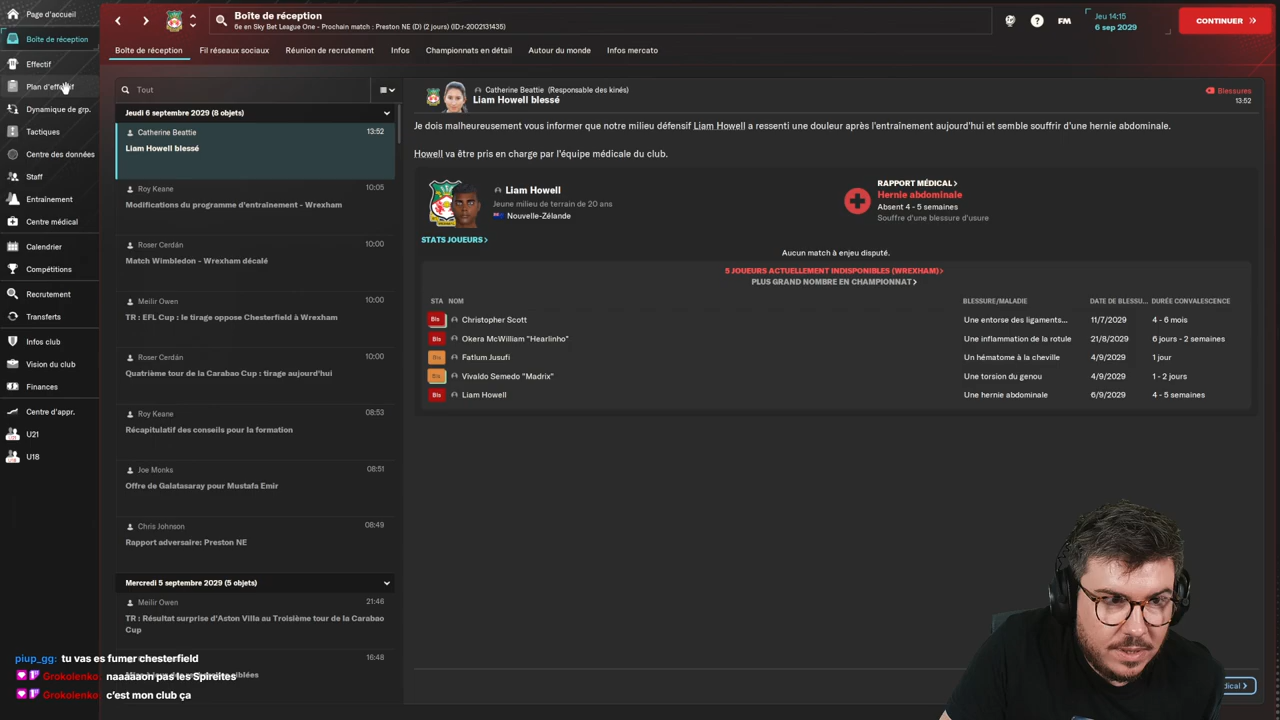 Page d'accueil
Boîte de réception
Effectif
Plan d'effectif
Dynamique de grp.
Tactiques
Centre des données
Staff
Entraînement
Centre médical
Calendrier
Compétitions
Recrutement
Transferts
Infos club
Vision du club
Finances
Centre d'appr.
U21
U18
Boîte de réception
6e en Sky Bet League One - Prochain match : Preston NE (D) (2 jours) (ID:r-2002131435)
FM
Jeu 14:15
6 sep 2029
CONTINUER
Boîte de réception
Fil réseaux sociaux
Réunion de recrutement
Infos
Championnats en détail
Autour du monde
Infos mercato
Tout
Jeudi 6 septembre 2029 (8 objets)
Catherine Beattie 13:52
Liam Howell blessé
Roy Keane 10:05
Modifications du programme d'entraînement - Wrexham
Roser Cerdán 10:00
Match Wimbledon - Wrexham décalé
Meilir Owen 10:00
TR : EFL Cup : le tirage oppose Chesterfield à Wrexham
Roser Cerdán 10:00
Quatrième tour de la Carabao Cup : tirage aujourd'hui
Roy Keane 08:53
Récapitulatif des conseils pour la formation
Joe Monks 08:51
Offre de Galatasaray pour Mustafa Emir
Chris Johnson 08:49
Rapport adversaire: Preston NE
Mercredi 5 septembre 2029 (5 objets)
Meilir Owen 21:46
TR : Résultat surprise d'Aston Villa au Troisième tour de la Carabao
Cup
16:48
Catherine Beattie (Responsable des kinés)
Liam Howell blessé
Blessures
13:52
Je dois malheureusement vous informer que notre milieu défensif Liam Howell a ressenti une douleur après l'entraînement aujourd'hui et semble souffrir d'une hernie abdominale.
Howell va être pris en charge par l'équipe médicale du club.
Liam Howell
Jeune milieu de terrain de 20 ans
Nouvelle-Zélande
RAPPORT MÉDICAL
Hernie abdominale
Absent 4 - 5 semaines
Souffre d'une blessure d'usure
STATS JOUEURS
Aucun match à enjeu disputé.
5 JOUEURS ACTUELLEMENT INDISPONIBLES (WREXHAM)
PLUS GRAND NOMBRE EN CHAMPIONNAT
STA NOM BLESSURE/MALADIE DATE DE BLESSU... DURÉE CONVALESCENCE
Bls Christopher Scott Une entorse des ligaments... 11/7/2029 4 - 6 mois
Bls Okera McWilliam "Hearlinho" Une inflammation de la rotule 21/8/2029 6 jours - 2 semaines
Bls Fatlum Jusufi Un hématome à la cheville 4/9/2029 1 jour
Bls Vivaldo Semedo "Madrix" Une torsion du genou 4/9/2029 1 - 2 jours
Bls Liam Howell Une hernie abdominale 6/9/2029 4 - 5 semaines
piup_gg: tu vas es fumer chesterfield
Grokolenko: naaaaaan pas les Spirites
Grokolenko: c'est mon club ça